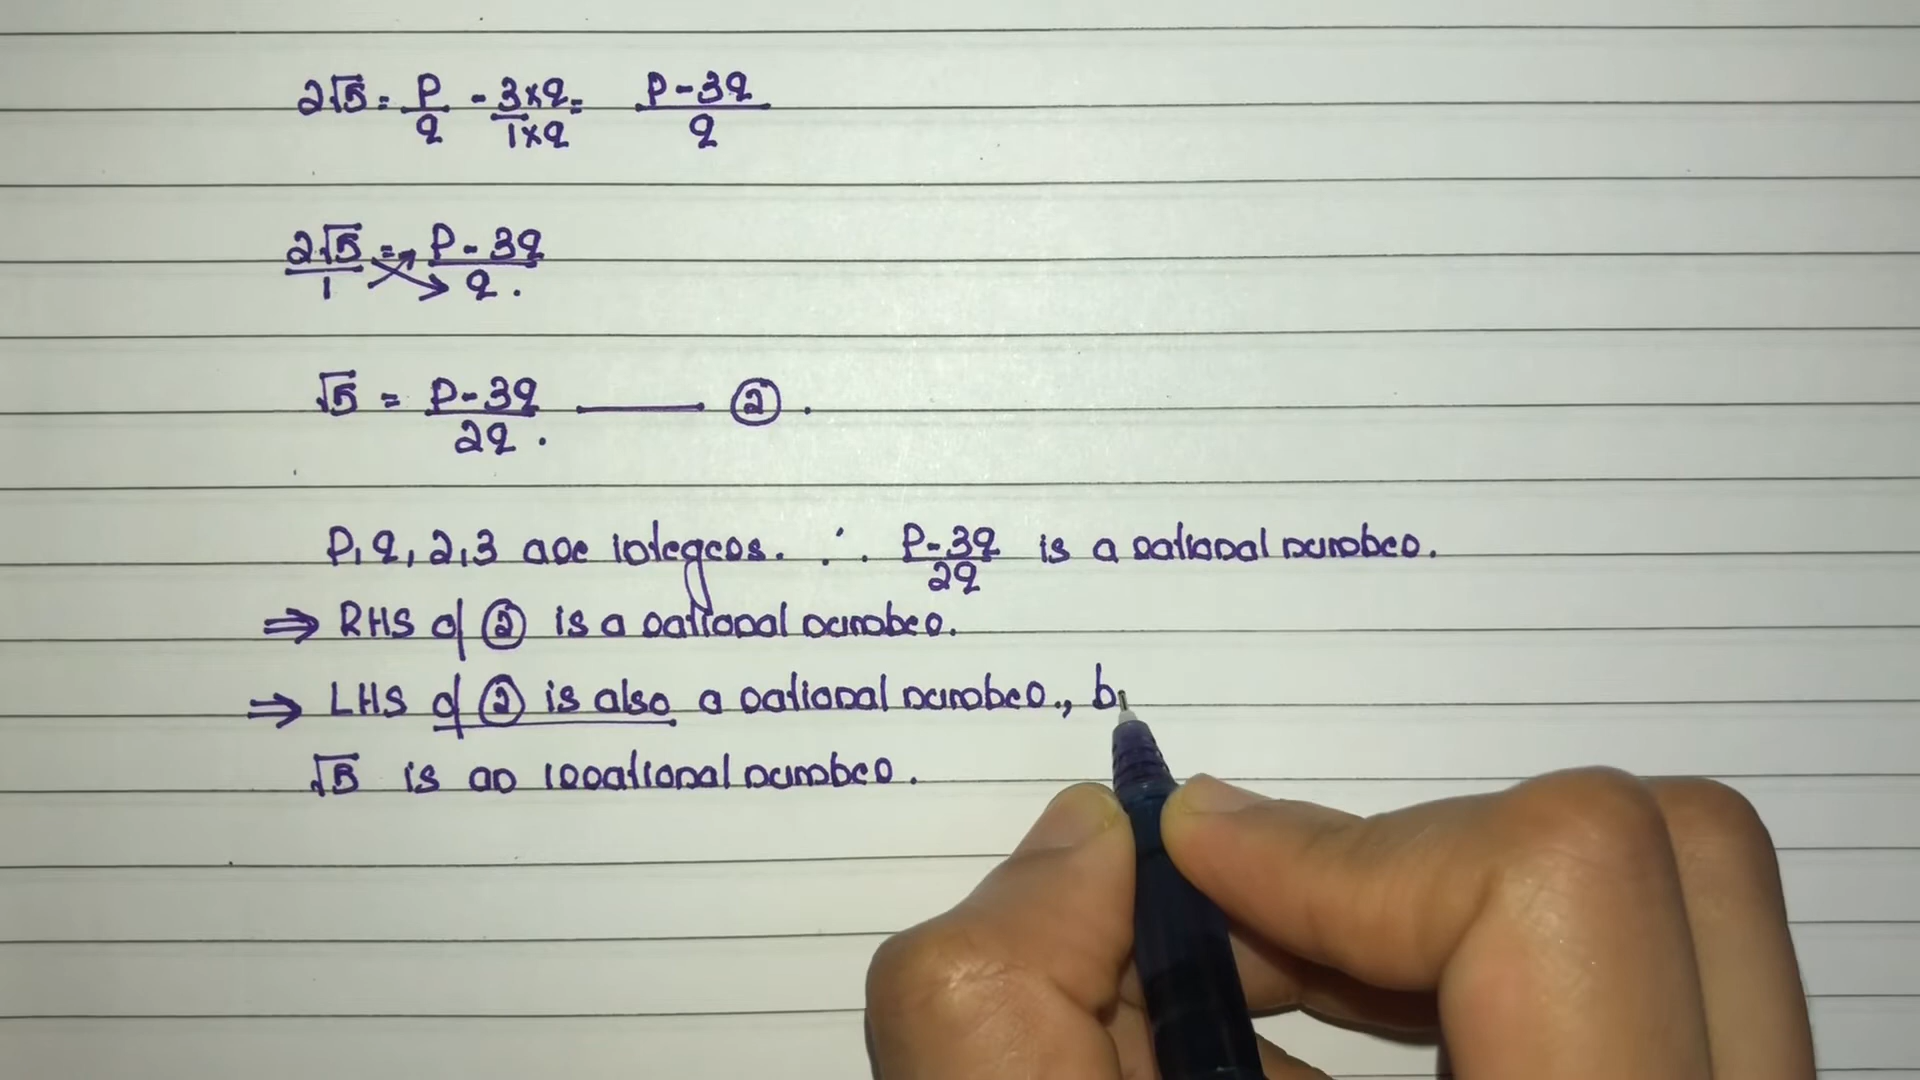 2√5 = P/q - 3×q/1×q = P-3q/q
2√5/1 = P-3q/q.
√5 = P-3q/2q. —— ②.
P, q, 2, 3 are integers. ∴ P-3q/2q is a rational number.
⇒ RHS of ② is a rational number.
⇒ LHS of ② is also a rational number., b
√5 is an irrational number.